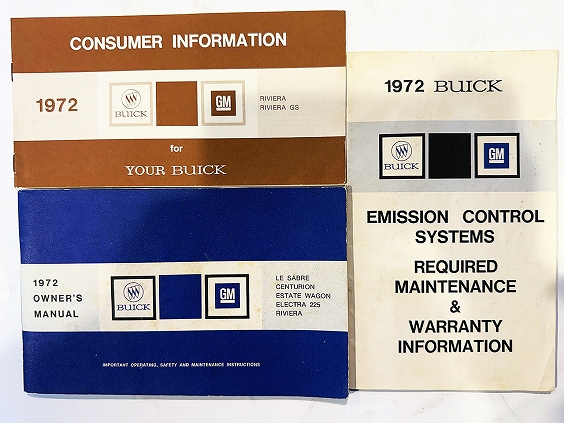 CONSUMER INFORMATION
1972
BUICK
GM
RIVIERA
RIVIERA GS
for
YOUR BUICK
1972
OWNER'S
MANUAL
BUICK
GM
LE SABRE
CENTURION
ESTATE WAGON
ELECTRA 225
RIVIERA
IMPORTANT OPERATING, SAFETY AND MAINTENANCE INSTRUCTIONS
1972 BUICK
BUICK
GM
EMISSION CONTROL
SYSTEMS
REQUIRED
MAINTENANCE
&
WARRANTY
INFORMATION